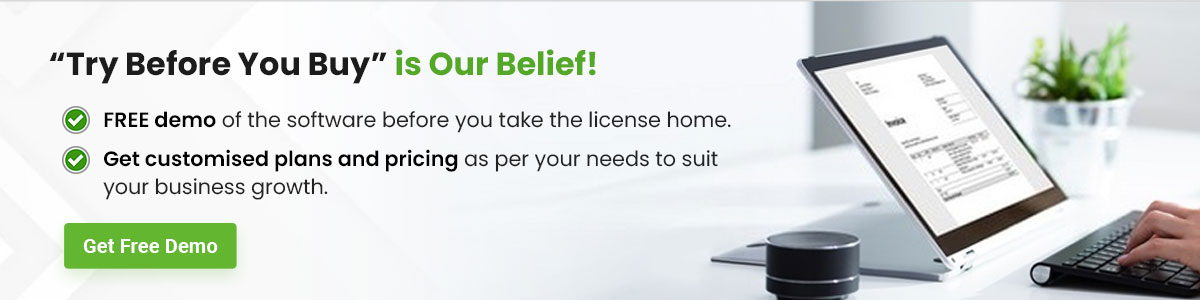 “Try Before You Buy” is Our Belief!
FREE demo of the software before you take the license home.
Get customised plans and pricing as per your needs to suit
your business growth.
Get Free Demo
Invoice